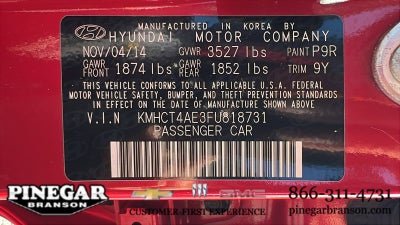 MANUFACTURED IN KOREA BY
HYUNDAI MOTOR COMPANY
NOV/04/14 GVWR 3527 lbs PAINT P9R
GAWR FRONT 1874 lbs GAWR REAR 1852 lbs TRIM 9Y
THIS VEHICLE CONFORMS TO ALL APPLICABLE U.S.A. FEDERAL
MOTOR VEHICLE SAFETY, BUMPER, AND THEFT PREVENTION STANDARDS
IN EFFECT ON THE DATE OF MANUFACTURE SHOWN ABOVE.
V.I.N KMHCT4AE3FU818731
PASSENGER CAR
PINEGAR
BRANSON
GMC
CUSTOMER FIRST EXPERIENCE
866-311-4731
pinegarbranson.com